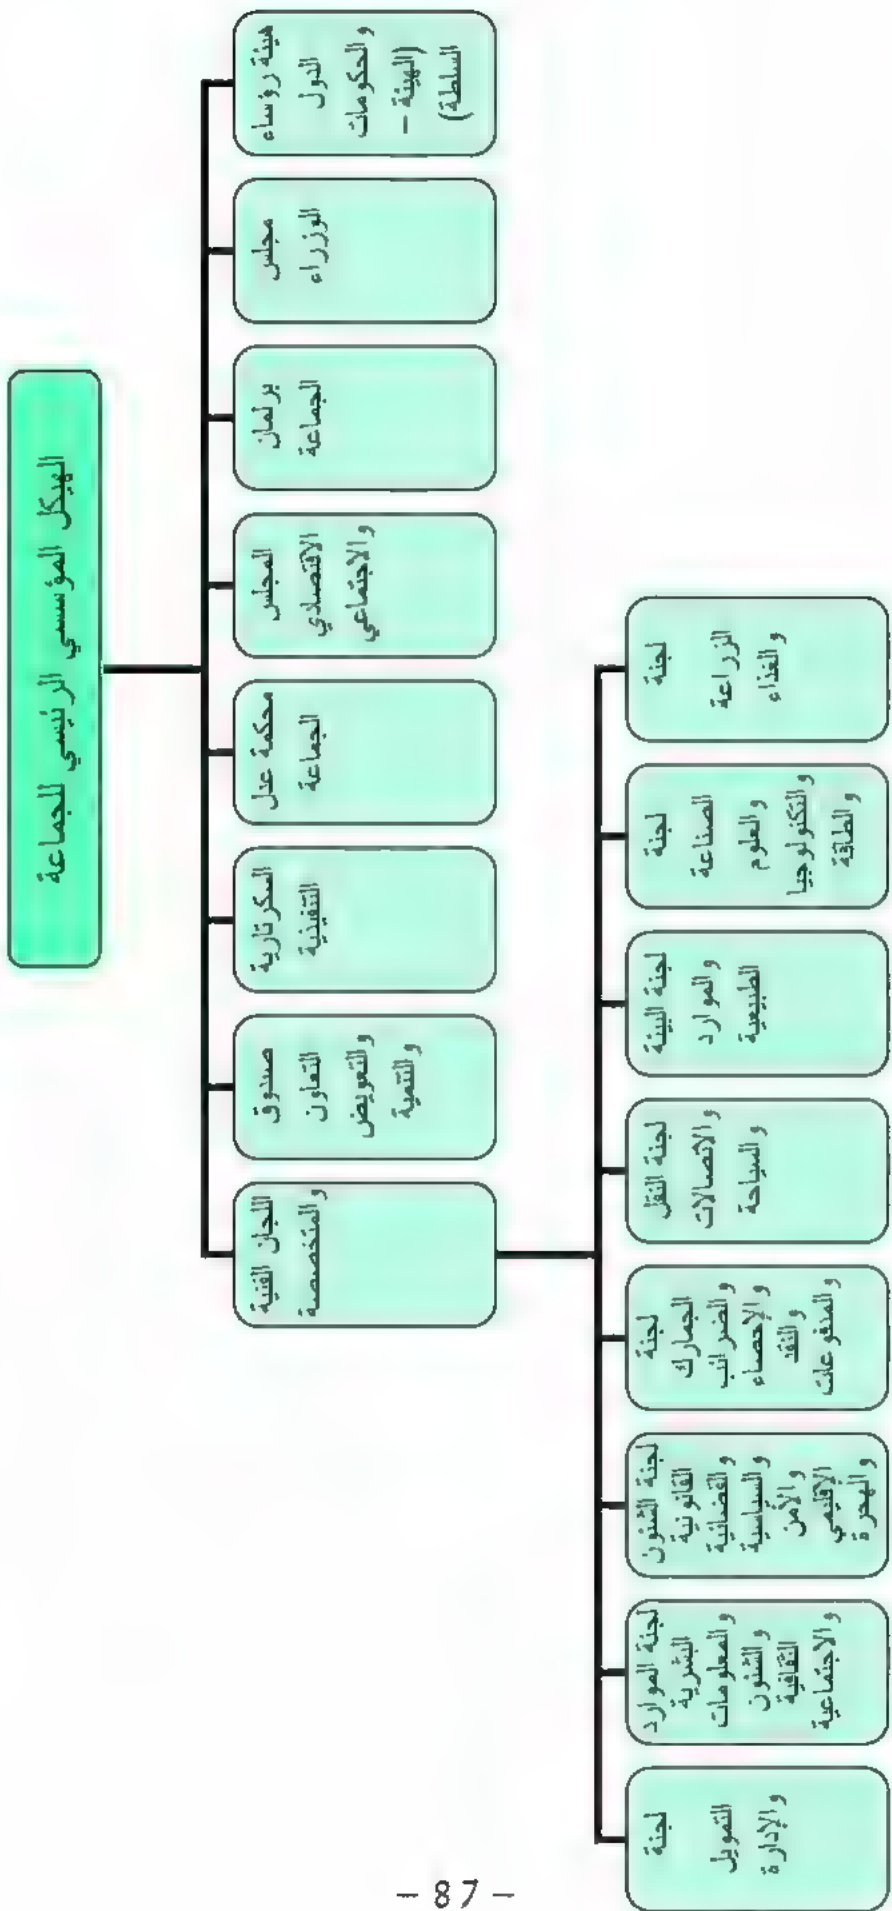 الهيكل المؤسسي الرئيسي للجماعة
هيئة رؤساء
الدول
والحكومات
(الهيئة –
السلطة)
مجلس
الوزراء
برلمان
الجماعة
المجلس
الاقتصادي
والاجتماعي
محكمة عدل
الجماعة
السكرتارية
التنفيذية
صندوق
التعاون
والتعويض
والتنمية
اللجان الفنية
والمتخصصة
لجنة
الزراعة
والغذاء
لجنة
الصناعة
والعلوم
والتكنولوجيا
والطاقة
لجنة البيئة
والموارد
الطبيعية
لجنة النقل
والاتصالات
والسياحة
لجنة
الجمارك
والضرائب
والإحصاء
والنقد
والمدفوعات
لجنة الشئون
القانونية
والقضائية
والسياسية
والأمن
الإقليمي
والهجرة
لجنة الموارد
البشرية
والمعلومات
والشئون
الثقافية
والاجتماعية
لجنة
التمويل
والإدارة
– 87 –